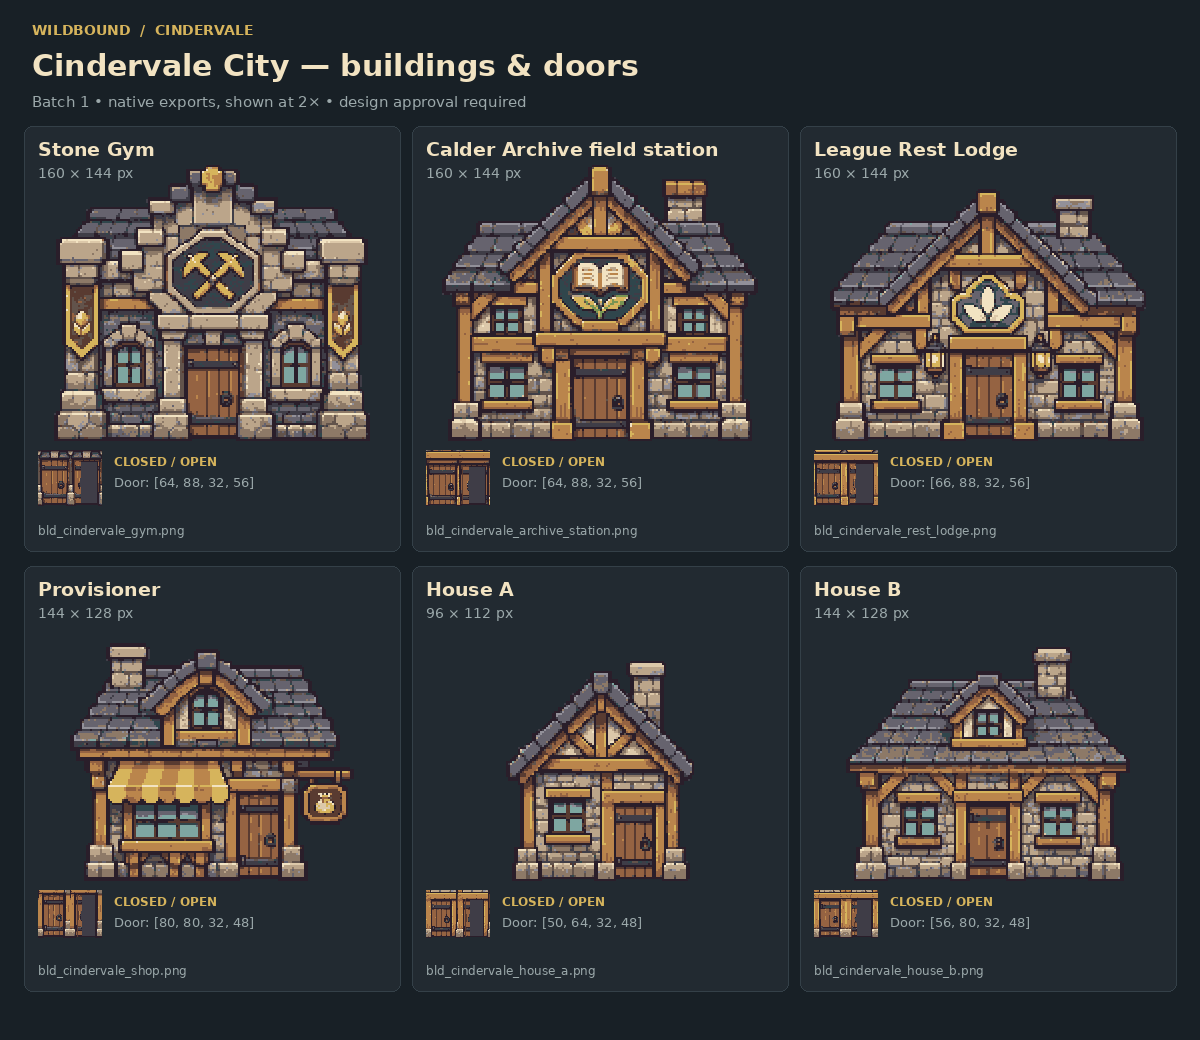 WILDBOUND / CINDERVALE
Cindervale City — buildings & doors
Batch 1 • native exports, shown at 2× • design approval required
Stone Gym
160 × 144 px
CLOSED / OPEN
Door: [64, 88, 32, 56]
bld_cindervale_gym.png
Calder Archive field station
160 × 144 px
CLOSED / OPEN
Door: [64, 88, 32, 56]
bld_cindervale_archive_station.png
League Rest Lodge
160 × 144 px
CLOSED / OPEN
Door: [66, 88, 32, 56]
bld_cindervale_rest_lodge.png
Provisioner
144 × 128 px
CLOSED / OPEN
Door: [80, 80, 32, 48]
bld_cindervale_shop.png
House A
96 × 112 px
CLOSED / OPEN
Door: [50, 64, 32, 48]
bld_cindervale_house_a.png
House B
144 × 128 px
CLOSED / OPEN
Door: [56, 80, 32, 48]
bld_cindervale_house_b.png